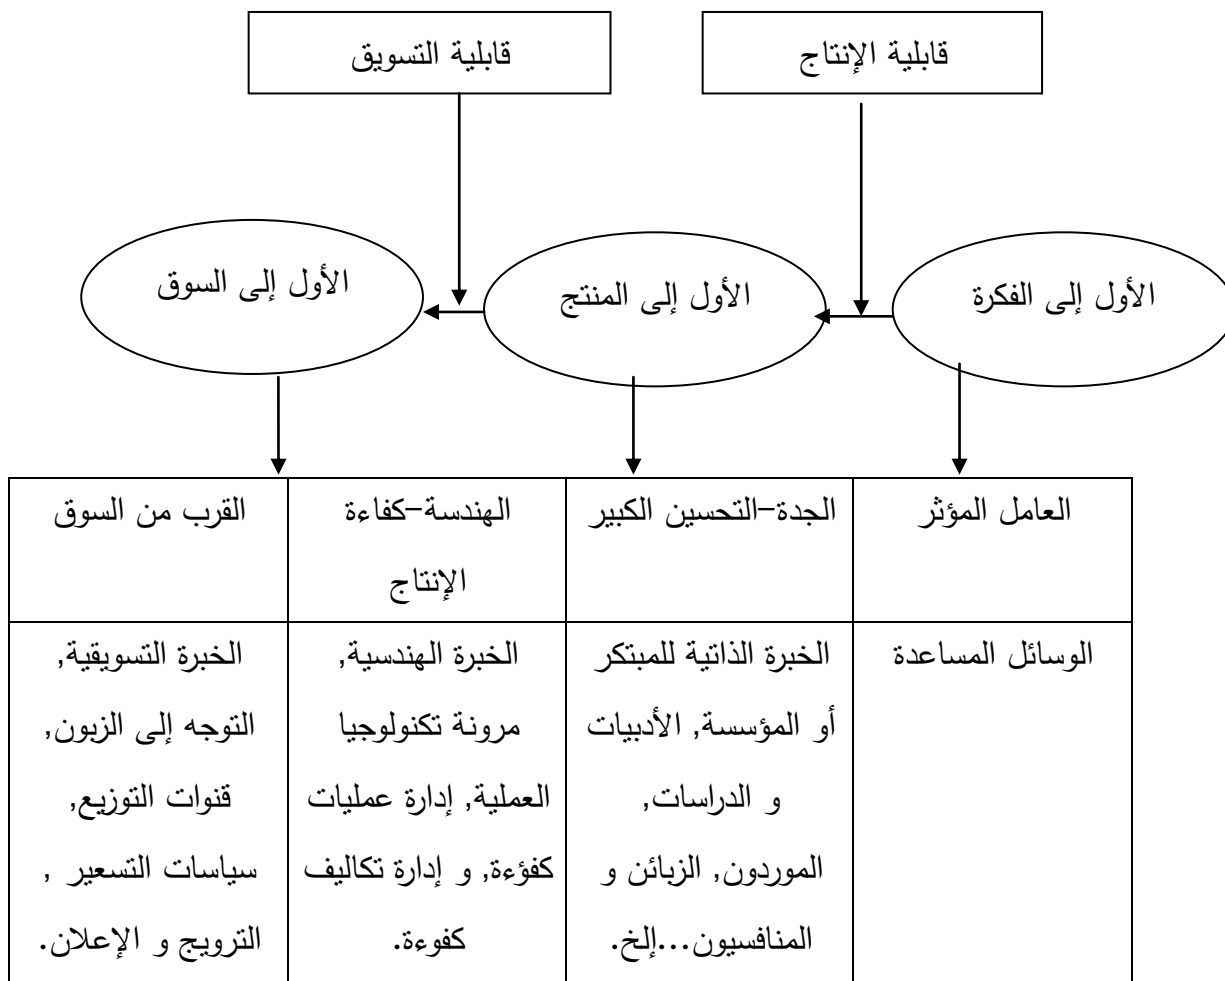 قابلية الإنتاج
قابلية التسويق
الأول إلى الفكرة
الأول إلى المنتج
الأول إلى السوق
العامل المؤثر
الجدة-التحسين الكبير
الهندسة-كفاءة
الإنتاج
القرب من السوق
الوسائل المساعدة
الخبرة الذاتية للمبتكر
أو المؤسسة, الأدبيات
و الدراسات,
الموردون, الزبائن و
المنافسيون...إلخ.
الخبرة الهندسية,
مرونة تكنولوجيا
العملية, إدارة عمليات
كفؤءة, و إدارة تكاليف
كفوءة.
الخبرة التسويقية,
التوجه إلى الزبون,
قنوات التوزيع,
سياسات التسعير ,
الترويج و الإعلان.